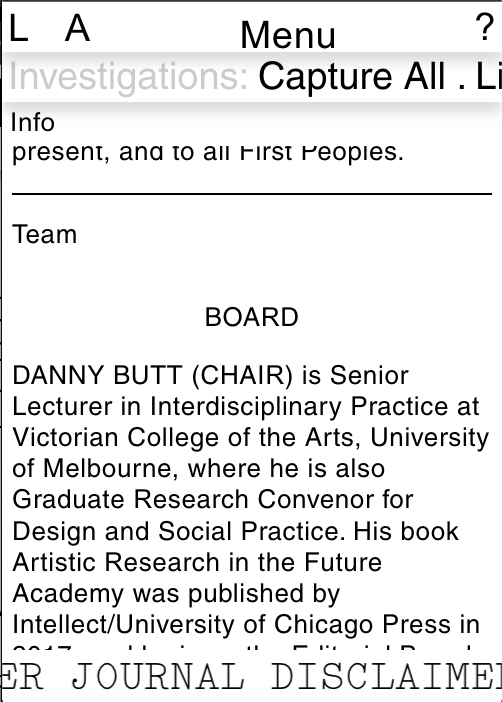 L A Menu ?
Investigations: Capture All . Li
Info
present, and to all First Peoples.
Team
BOARD
DANNY BUTT (CHAIR) is Senior
Lecturer in Interdisciplinary Practice at
Victorian College of the Arts, University
of Melbourne, where he is also
Graduate Research Convenor for
Design and Social Practice. His book
Artistic Research in the Future
Academy was published by
Intellect/University of Chicago Press in
ER JOURNAL DISCLAIME